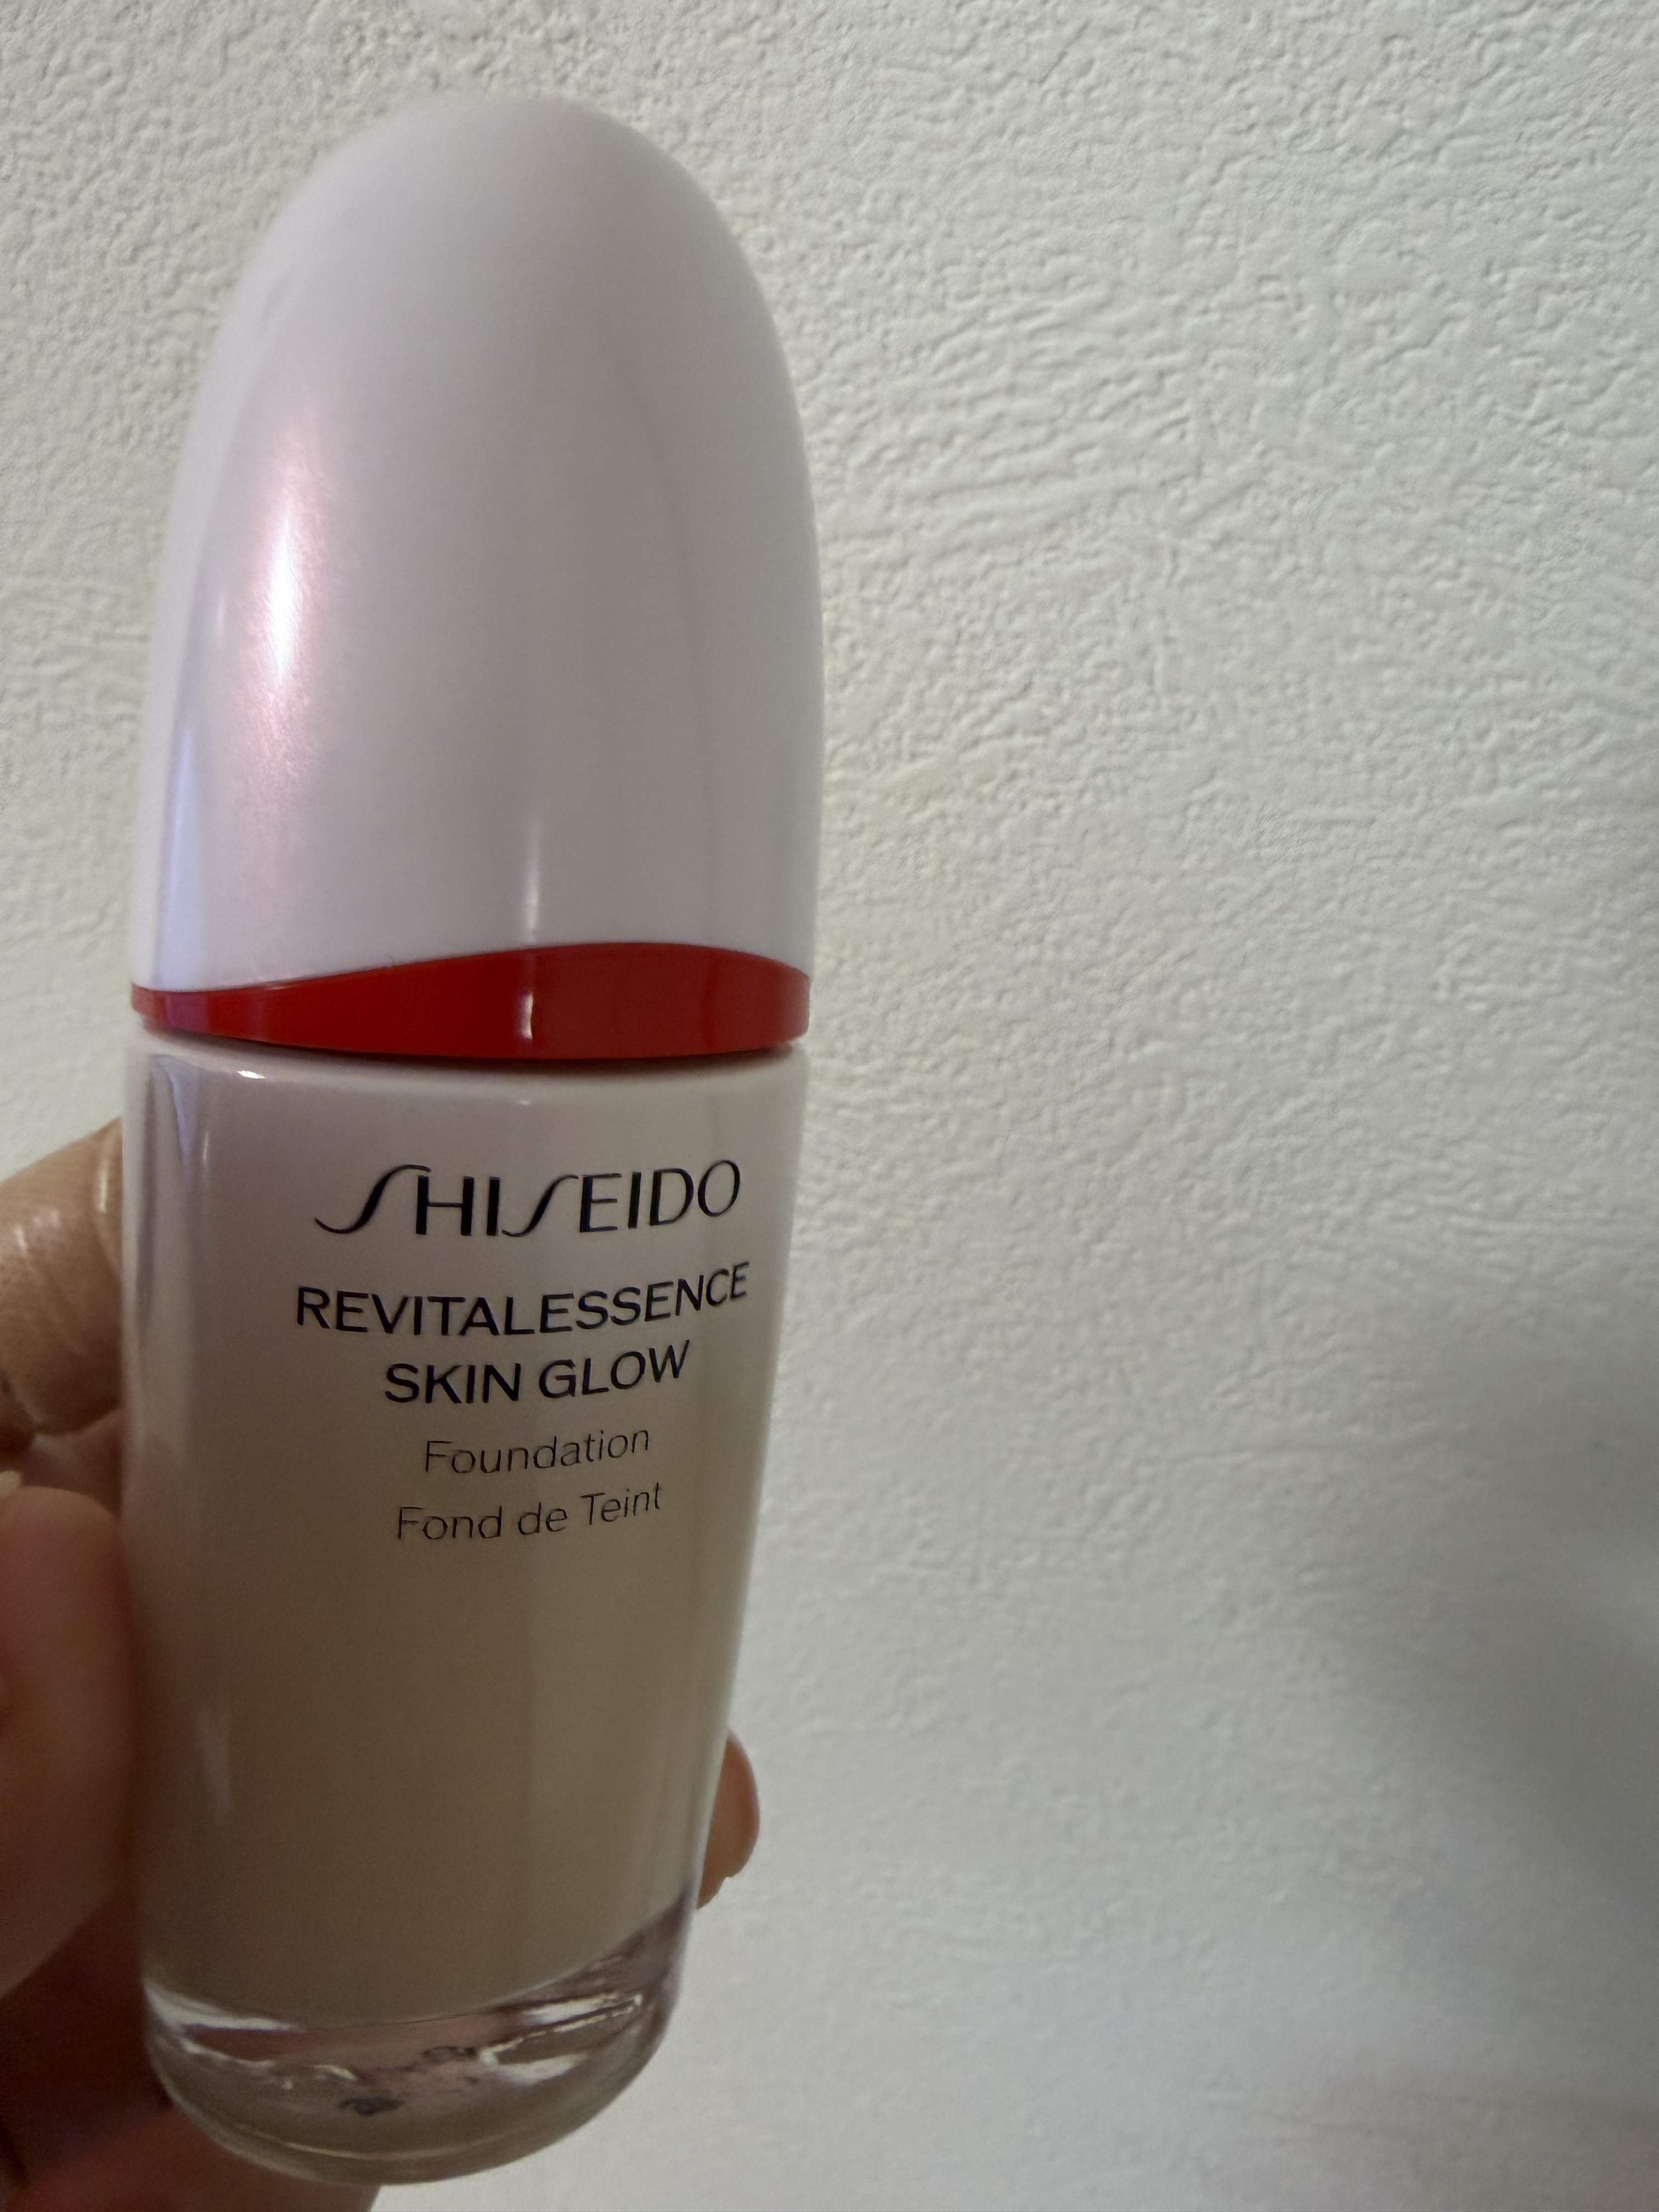 SHISEIDO
REVITALESSENCE
SKIN GLOW
Foundation
Fond de Teint